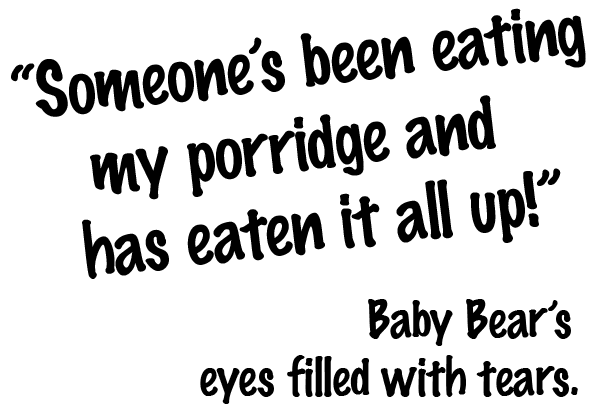 “Someone’s been eating
my porridge and
has eaten it all up!”
Baby Bear’s
eyes filled with tears.